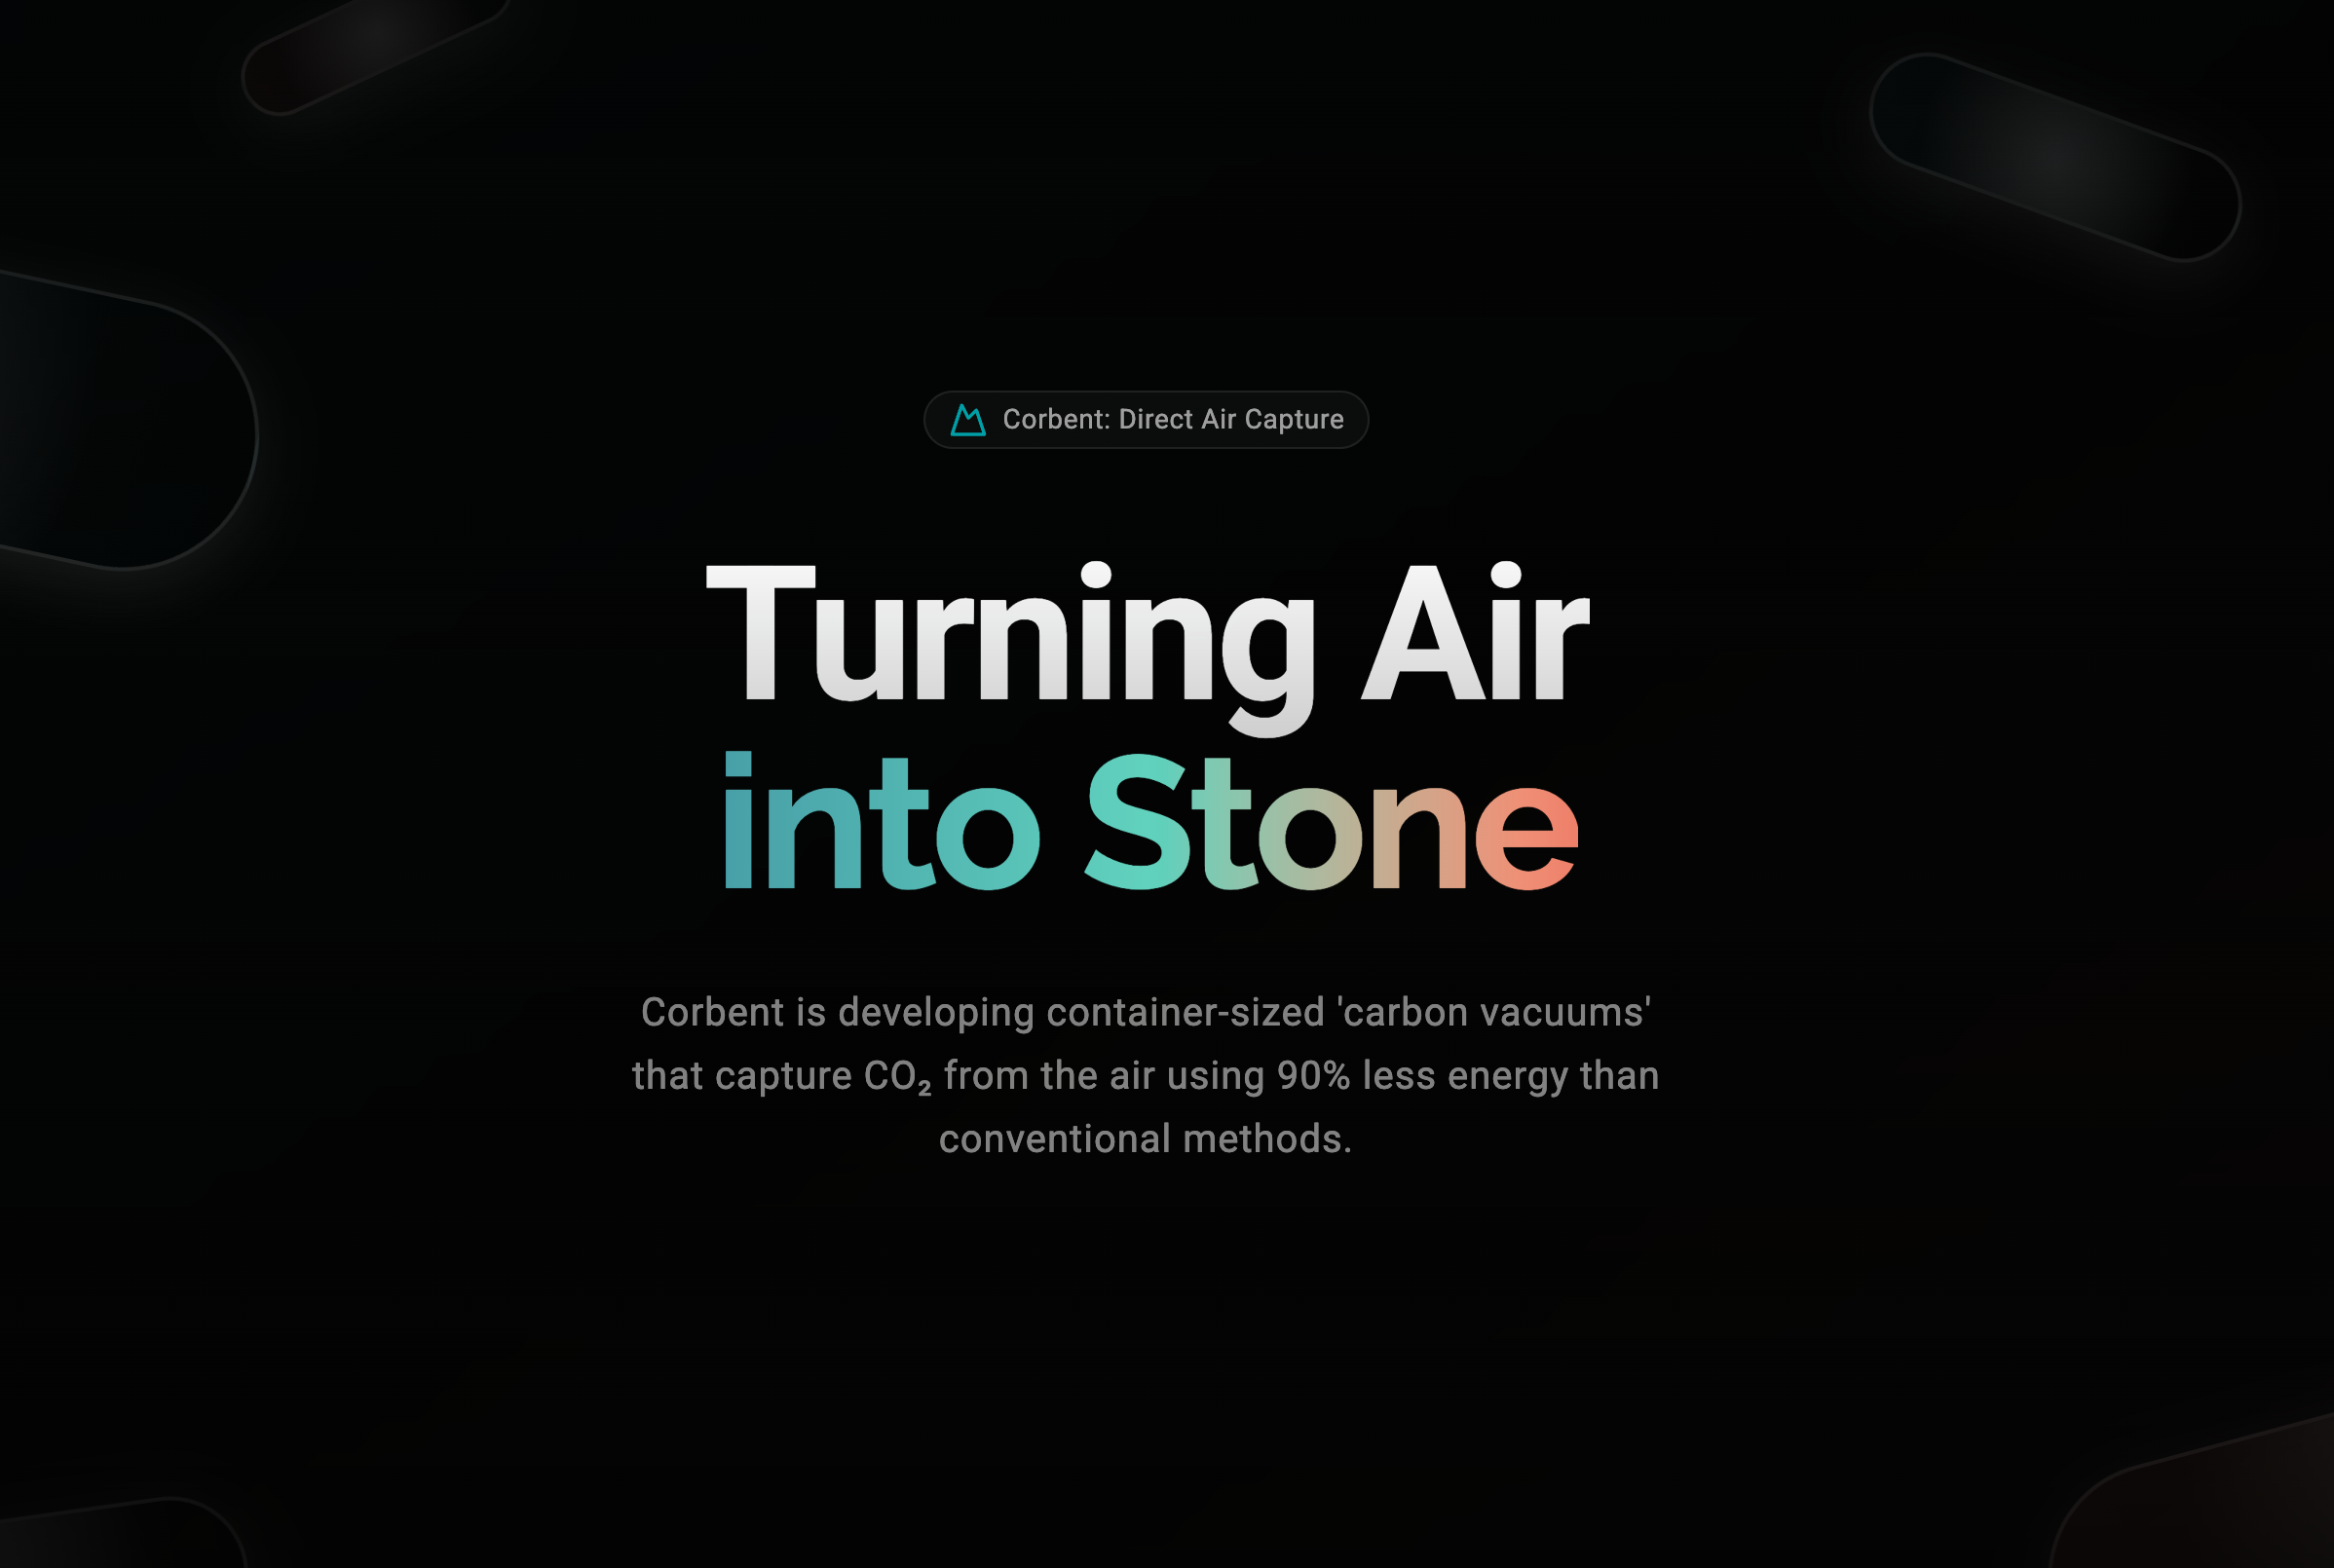 Corbent: Direct Air Capture
Turning Air
into Stone
Corbent is developing container-sized 'carbon vacuums'
that capture CO₂ from the air using 90% less energy than
conventional methods.